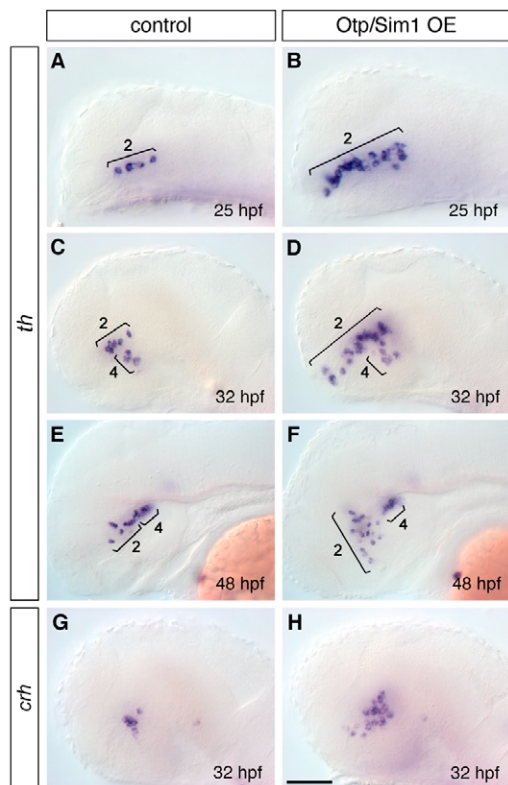 control
Otp/Sim1 OE
th
A
2
25 hpf
B
2
25 hpf
C
2
4
32 hpf
D
2
4
32 hpf
E
2
4
48 hpf
F
2
4
48 hpf
crh
G
32 hpf
H
32 hpf